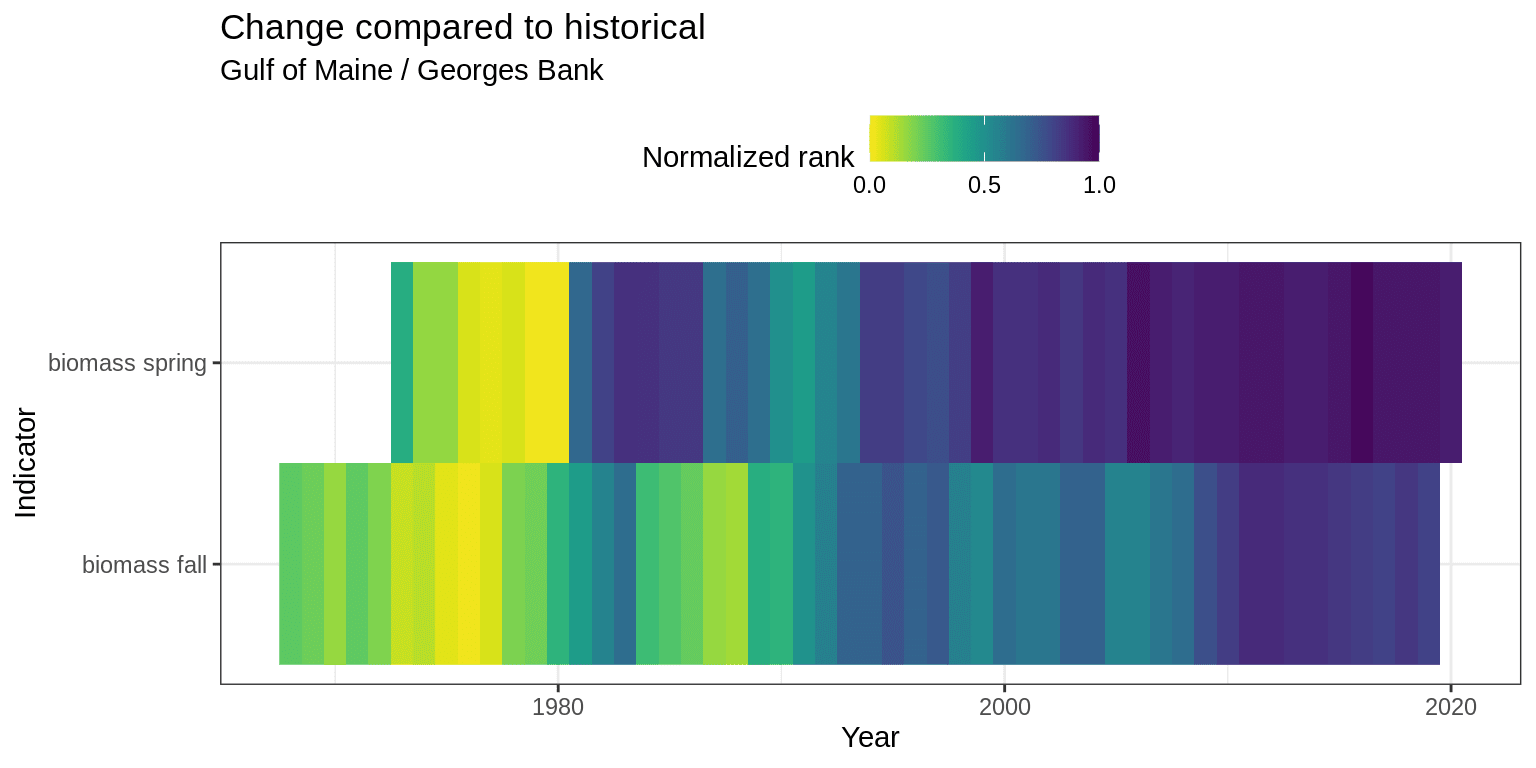 Change compared to historical
Gulf of Maine / Georges Bank
Normalized rank
0.0 0.5 1.0
Indicator
biomass spring
biomass fall
1980 2000 2020
Year